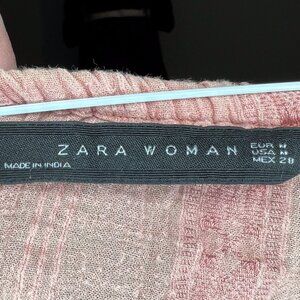 ZARA WOMAN
MADE IN INDIA
EUR M
USA M
MEX 28